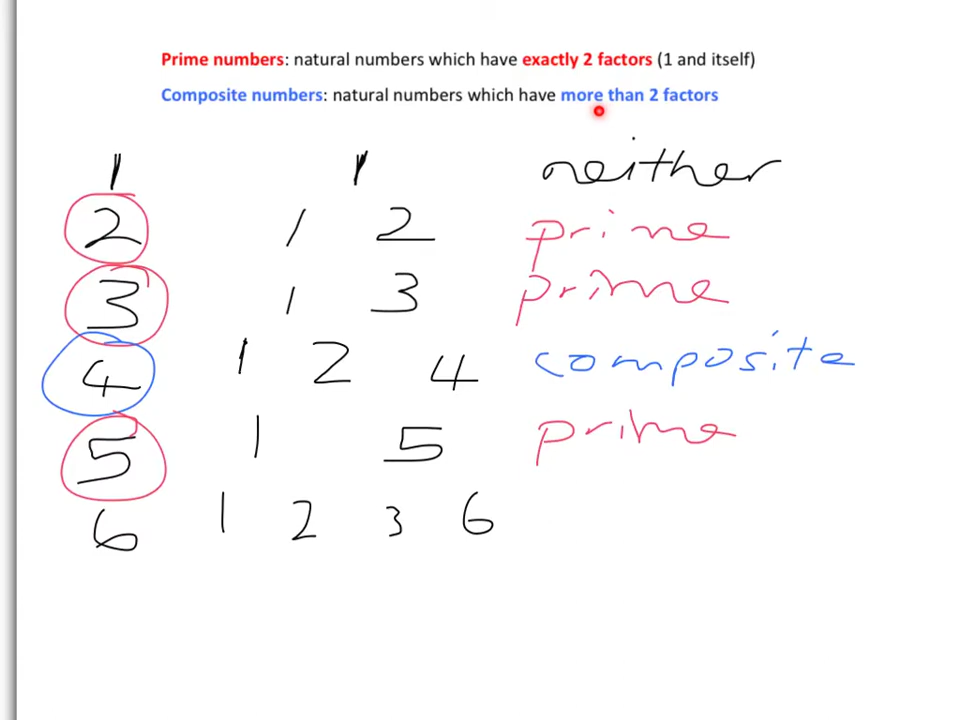 Prime numbers: natural numbers which have exactly 2 factors (1 and itself)
Composite numbers: natural numbers which have more than 2 factors
1 1 neither
2 1 2 prime
3 1 3 prime
4 1 2 4 composite
5 1 5 prime
6 1 2 3 6